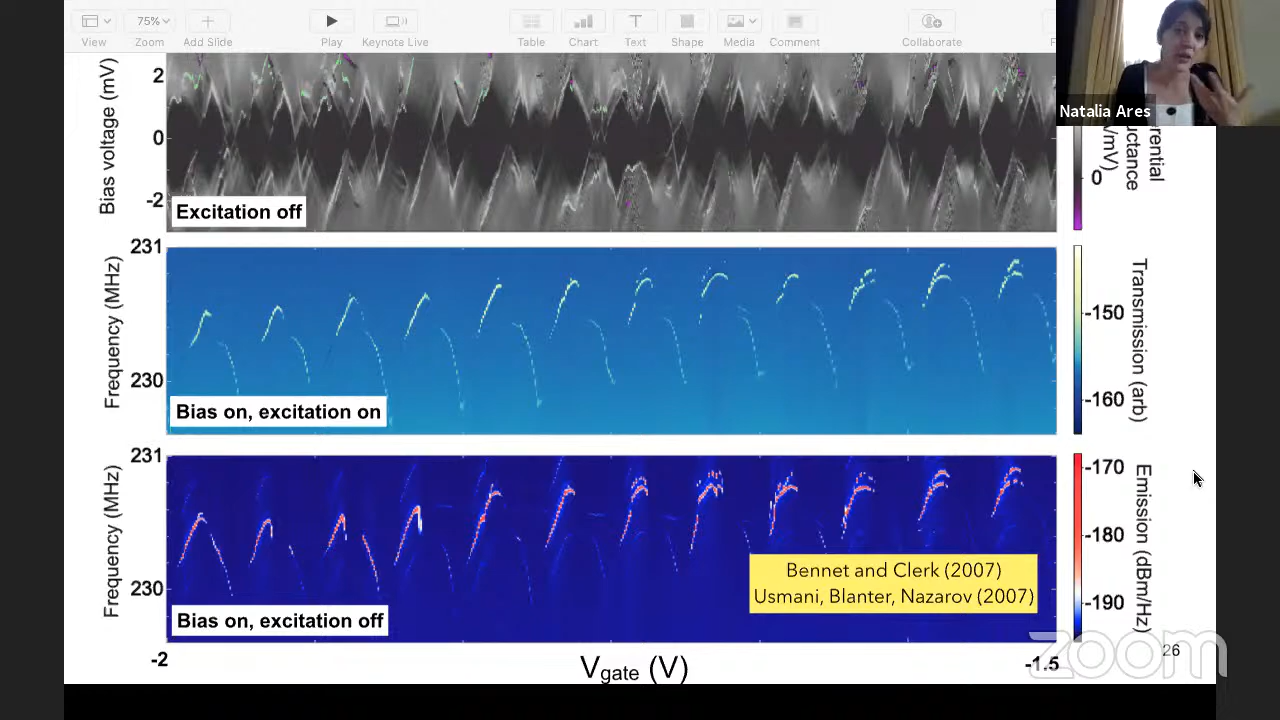 75%
View
Zoom
Add Slide
Play
Keynote Live
Table
Chart
Text
Shape
Media
Comment
Collaborate
Natalia Ares
Bias voltage (mV)
2
0
-2
Excitation off
0
231
Frequency (MHz)
230
Bias on, excitation on
-150
-160
Transmission (arb)
231
Frequency (MHz)
230
Bias on, excitation off
Bennet and Clerk (2007)
Usmani, Blanter, Nazarov (2007)
-170
-180
-190
Emission (dBm/Hz)
-2
Vgate (V)
-1.5
26
zoom